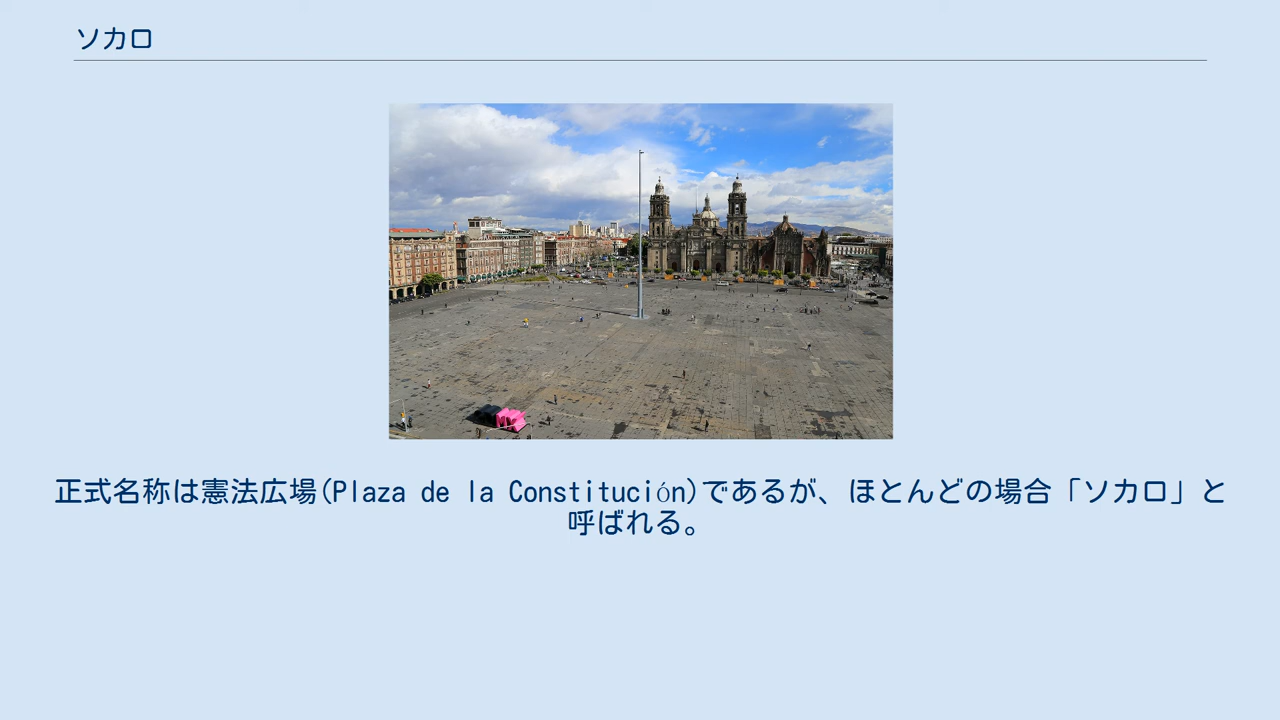 ソカロ
正式名称は憲法広場(Plaza de la Constitución)であるが、ほとんどの場合「ソカロ」と
呼ばれる。